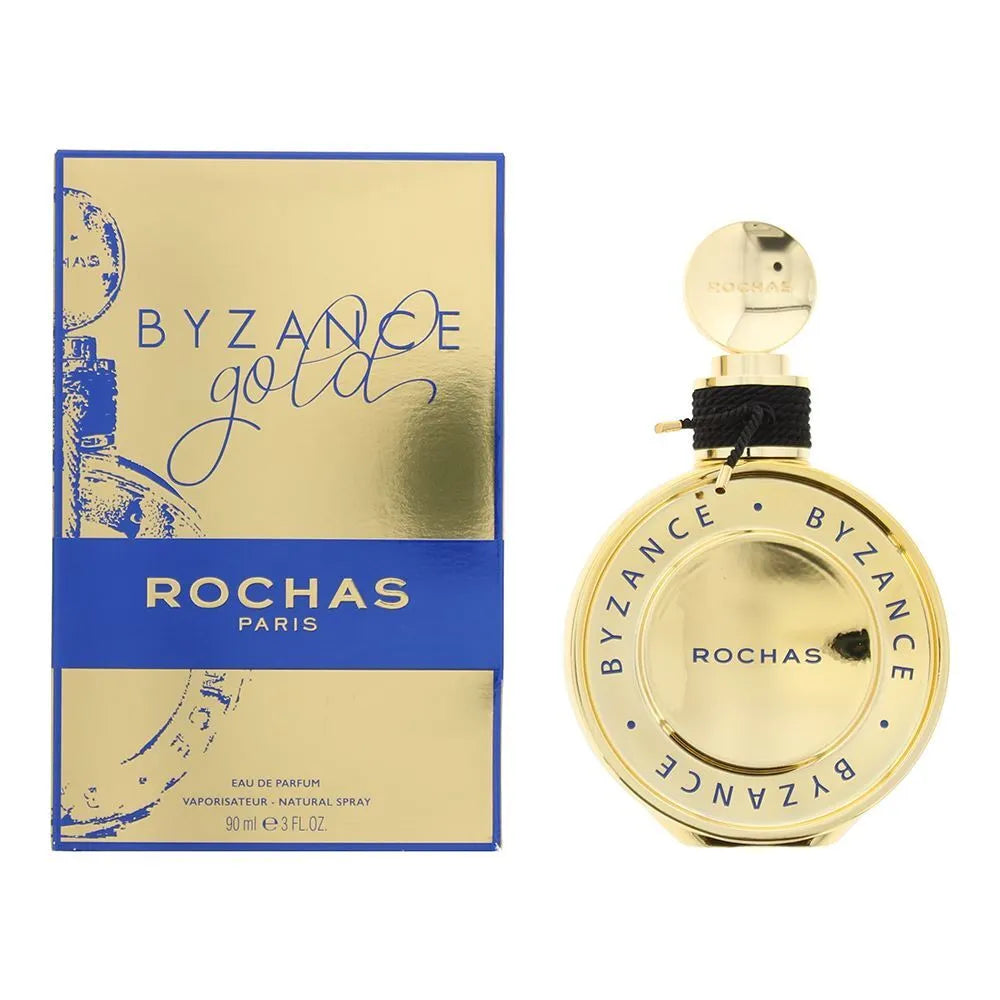 BYZANCE
gold
ROCHAS
PARIS
EAU DE PARFUM
VAPORISATEUR - NATURAL SPRAY
90 ml ℮ 3 FL.OZ.
ROCHAS
BYZANCE • BYZANCE • BYZANCE •
ROCHAS